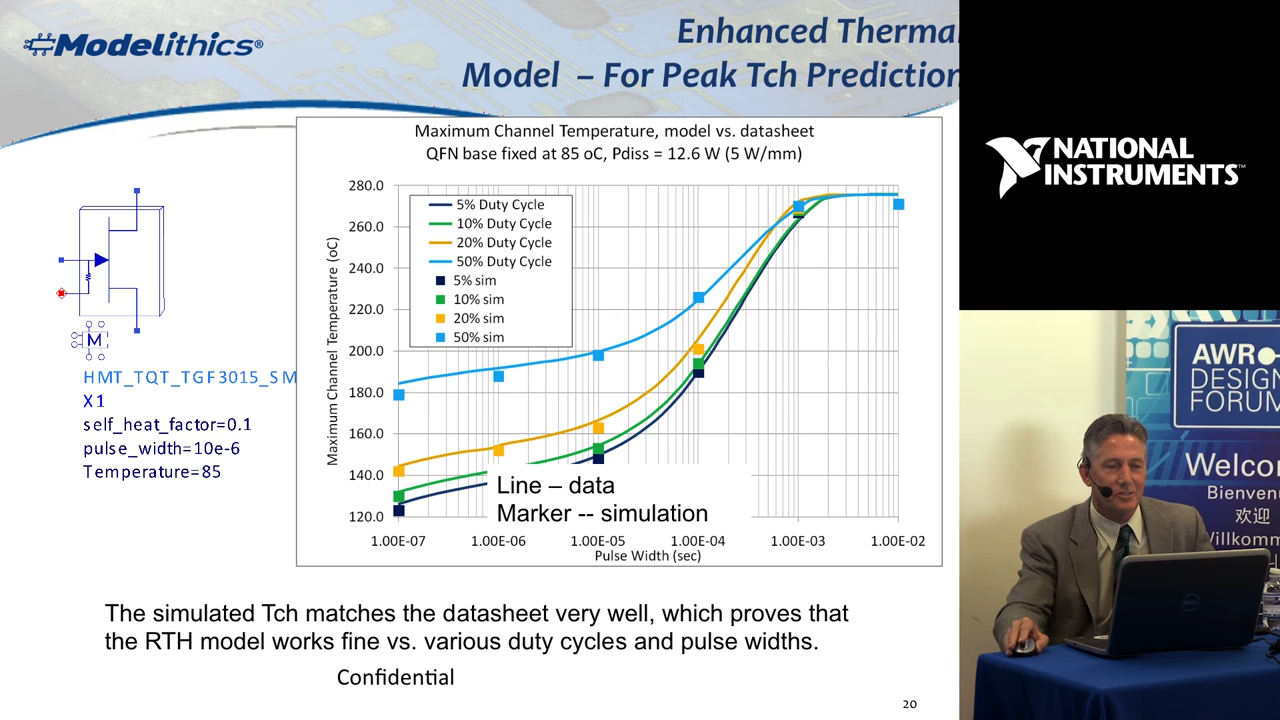 Modelithics®
Enhanced Thermal
Model – For Peak Tch Prediction
Maximum Channel Temperature, model vs. datasheet
QFN base fixed at 85 oC, Pdiss = 12.6 W (5 W/mm)
Maximum Channel Temperature (oC)
280.0
260.0
240.0
220.0
200.0
180.0
160.0
140.0
120.0
5% Duty Cycle
10% Duty Cycle
20% Duty Cycle
50% Duty Cycle
5% sim
10% sim
20% sim
50% sim
Line – data
Marker -- simulation
1.00E-07 1.00E-06 1.00E-05 1.00E-04 1.00E-03 1.00E-02
Pulse Width (sec)
M
HMT_TQT_TGF3015_SM
X1
self_heat_factor=0.1
pulse_width=10e-6
Temperature=85
The simulated Tch matches the datasheet very well, which proves that
the RTH model works fine vs. various duty cycles and pulse widths.
Confidential
20
NATIONAL
INSTRUMENTS™
AWR
DESIGN
FORUM
Welco
Bienven
欢迎
Willkomm
DELL